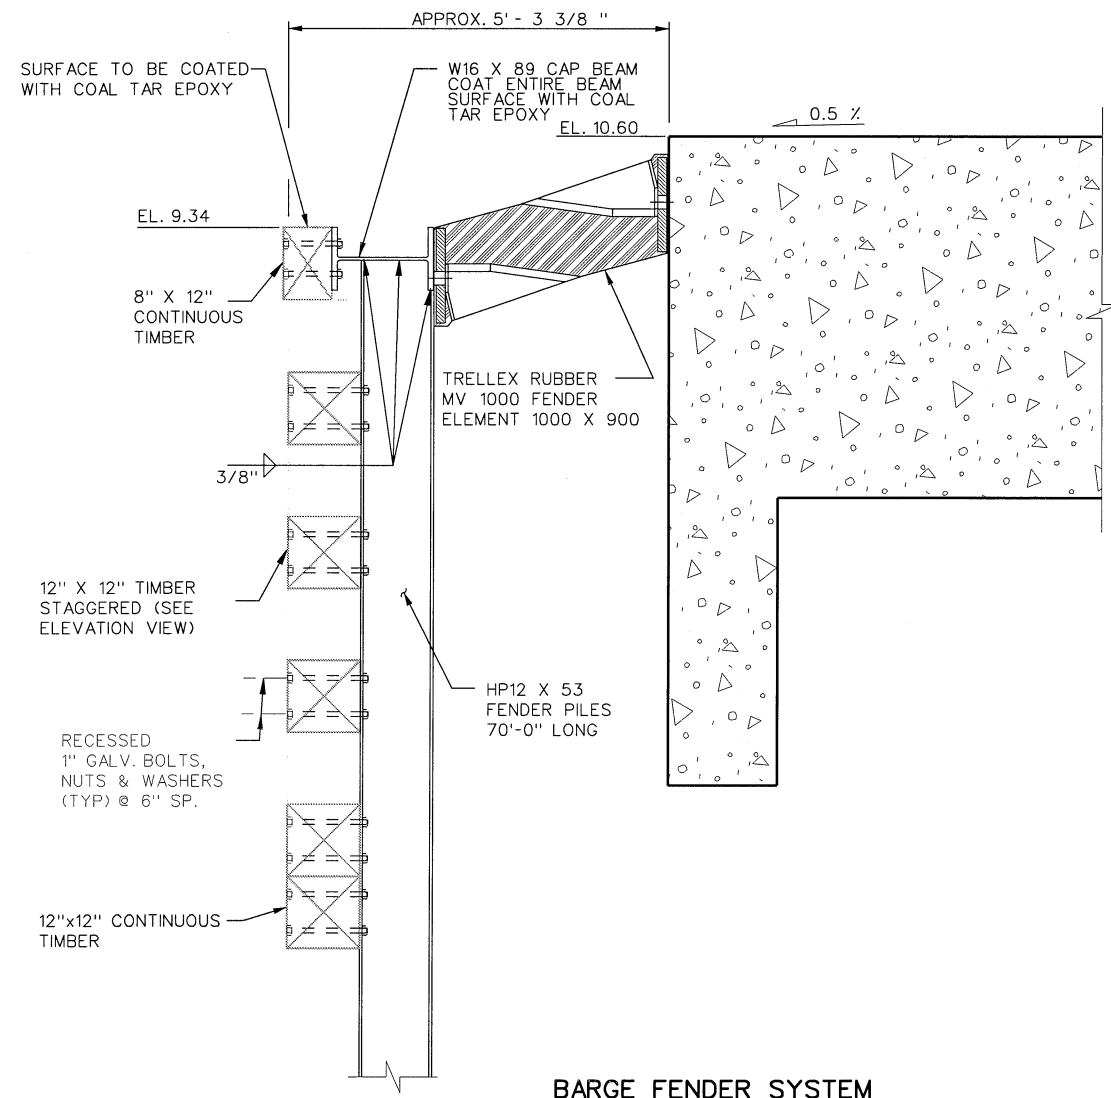 APPROX. 5' - 3 3/8 "
SURFACE TO BE COATED
WITH COAL TAR EPOXY
W16 X 89 CAP BEAM
COAT ENTIRE BEAM
SURFACE WITH COAL
TAR EPOXY
EL. 10.60
0.5 %
EL. 9.34
8" X 12"
CONTINUOUS
TIMBER
TRELLEX RUBBER
MV 1000 FENDER
ELEMENT 1000 X 900
3/8"
12" X 12" TIMBER
STAGGERED (SEE
ELEVATION VIEW)
HP12 X 53
FENDER PILES
70'-0" LONG
RECESSED
1" GALV. BOLTS,
NUTS & WASHERS
(TYP) @ 6" SP.
12"x12" CONTINUOUS
TIMBER
BARGE FENDER SYSTEM